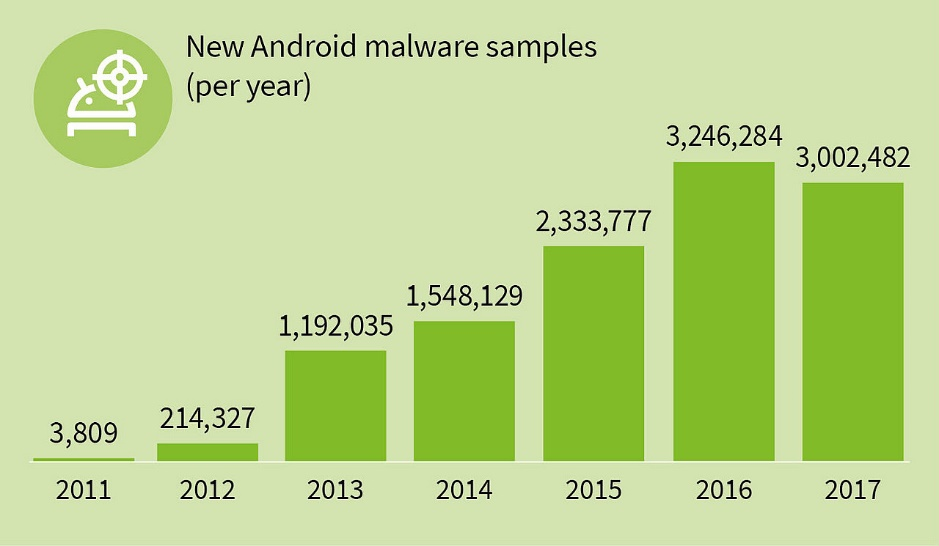 New Android malware samples
(per year)
3,246,284
3,002,482
2,333,777
1,548,129
1,192,035
214,327
3,809
2011 2012 2013 2014 2015 2016 2017